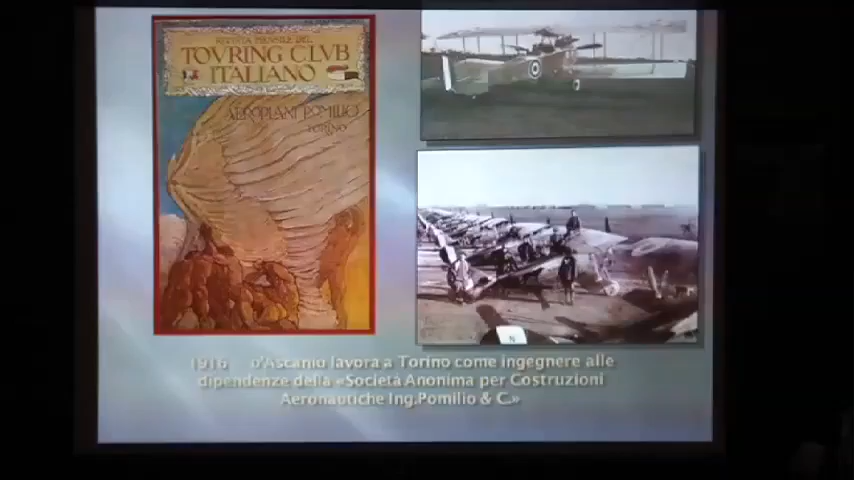 RIVISTA MENSILE DEL
TOVRING CLVB
ITALIANO
AEROPLANI POMILIO
TORINO
N
1916 D'Ascanio lavora a Torino come ingegnere alle
dipendenze della «Società Anonima per Costruzioni
Aeronautiche Ing.Pomilio & C.»